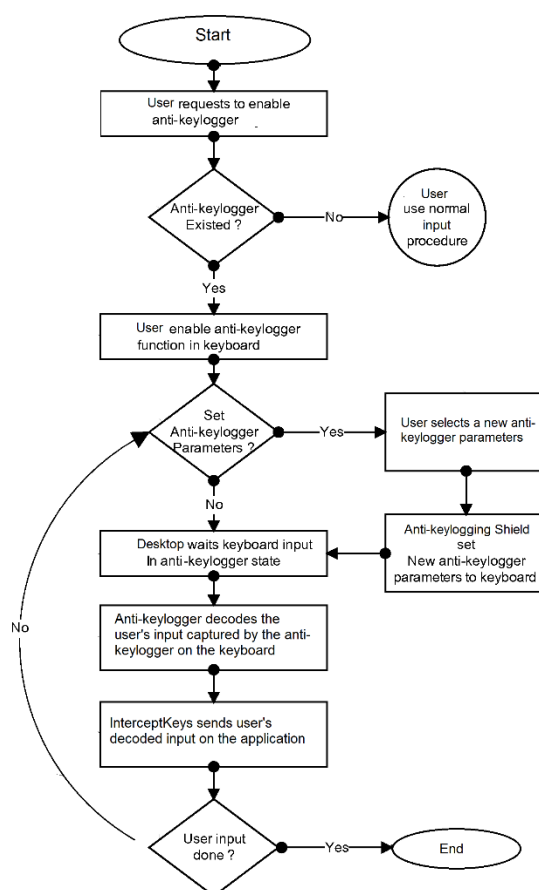 Start
User requests to enable
anti-keylogger
Anti-keylogger
Existed ?
No
User
use normal
input
procedure
Yes
User enable anti-keylogger
function in keyboard
Set
Anti-keylogger
Parameters ?
Yes
User selects a new anti-
keylogger parameters
No
Anti-keylogging Shield
set
New anti-keylogger
parameters to keyboard
Desktop waits keyboard input
In anti-keylogger state
Anti-keylogger decodes the
user's input captured by the anti-
keylogger on the keyboard
No
InterceptKeys sends user's
decoded input on the application
User input
done ?
Yes
End